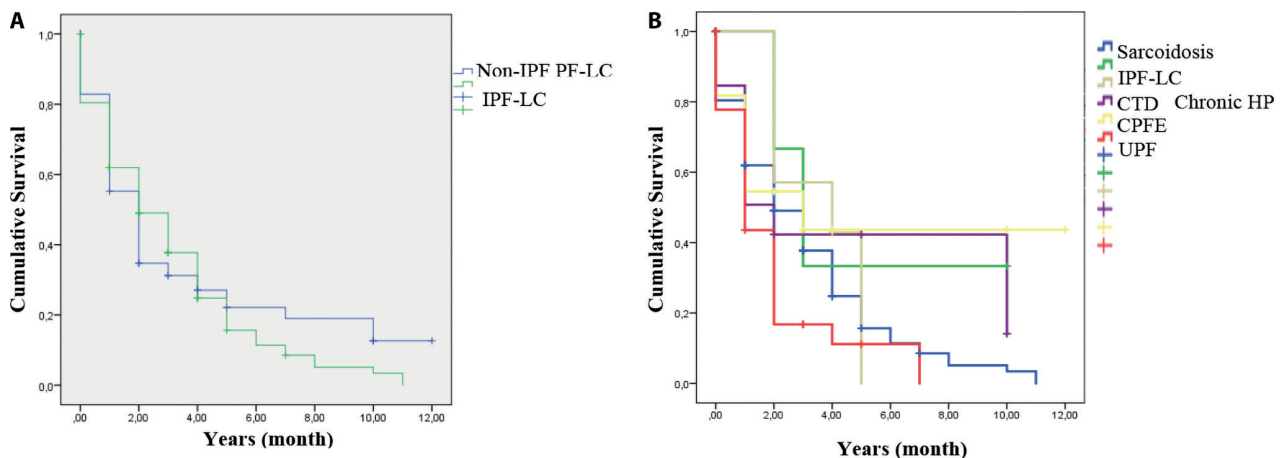 A
Cumulative Survival
1,0
0,8
0,6
0,4
0,2
0,0
,00 2,00 4,00 6,00 8,00 10,00 12,00
Years (month)
Non-IPF PF-LC
IPF-LC
B
Cumulative Survival
1,0
0,8
0,6
0,4
0,2
0,0
,00 2,00 4,00 6,00 8,00 10,00 12,00
Years (month)
Sarcoidosis
IPF-LC
CTD Chronic HP
CPFE
UPF